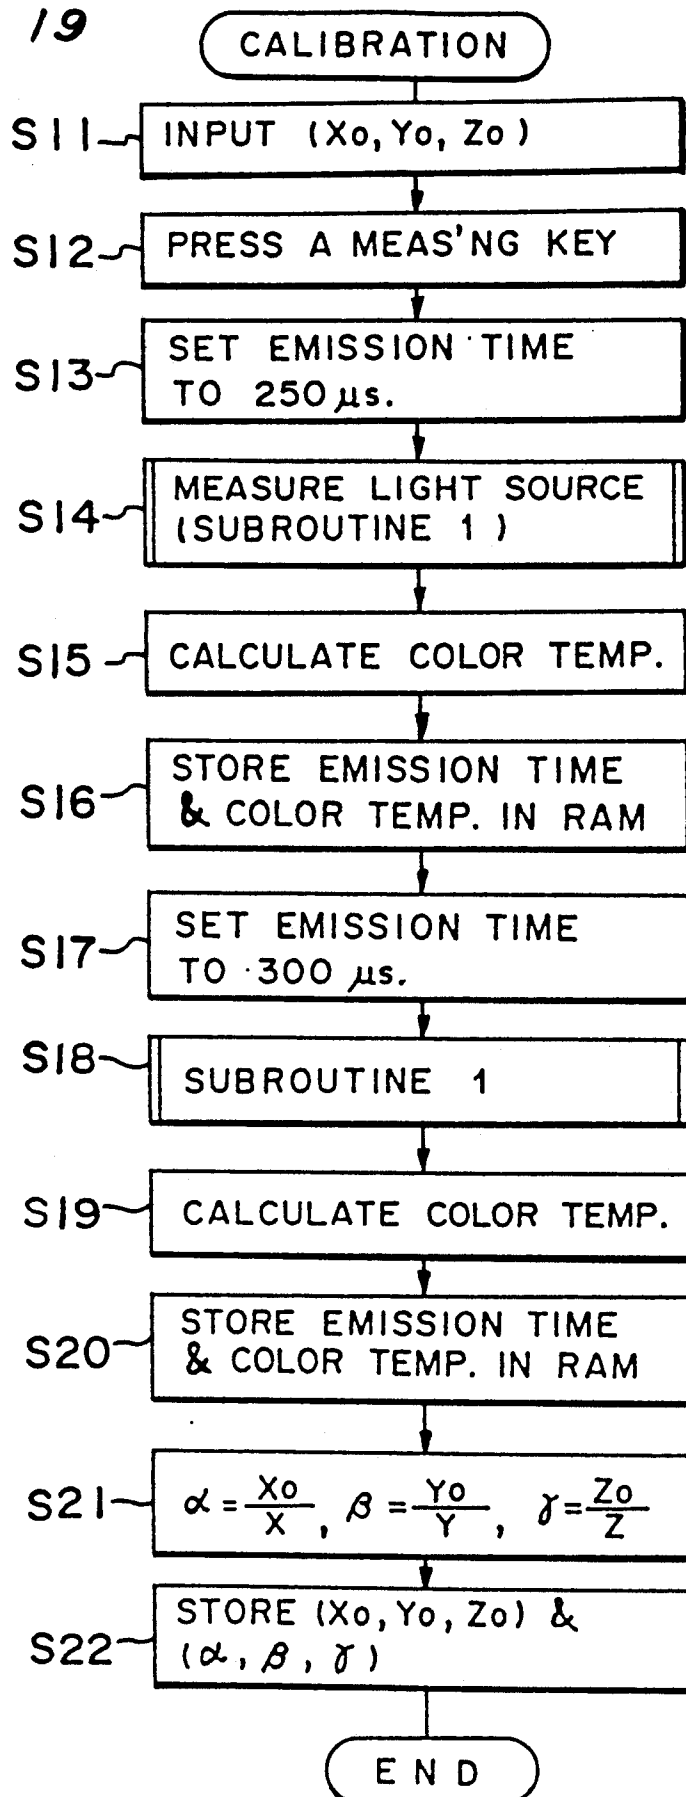 19
CALIBRATION
S11 INPUT (Xo, Yo, Zo)
S12 PRESS A MEAS'NG KEY
S13 SET EMISSION TIME
TO 250 μs.
S14 MEASURE LIGHT SOURCE
(SUBROUTINE 1)
S15 CALCULATE COLOR TEMP.
S16 STORE EMISSION TIME
& COLOR TEMP. IN RAM
S17 SET EMISSION TIME
TO 300 μs.
S18 SUBROUTINE 1
S19 CALCULATE COLOR TEMP.
S20 STORE EMISSION TIME
& COLOR TEMP. IN RAM
S21 α = Xo/X, β = Yo/Y, γ = Zo/Z
S22 STORE (Xo, Yo, Zo) &
(α, β, γ)
END